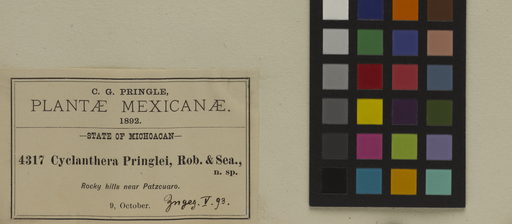 C. G. PRINGLE,
PLANTÆ MEXICANÆ.
1892.
—STATE OF MICHOACAN—
4317 Cyclanthera Pringlei, Rob. & Sea.,
n. sp.
Rocky hills near Patzcuaro.
9, October.
V. 93.